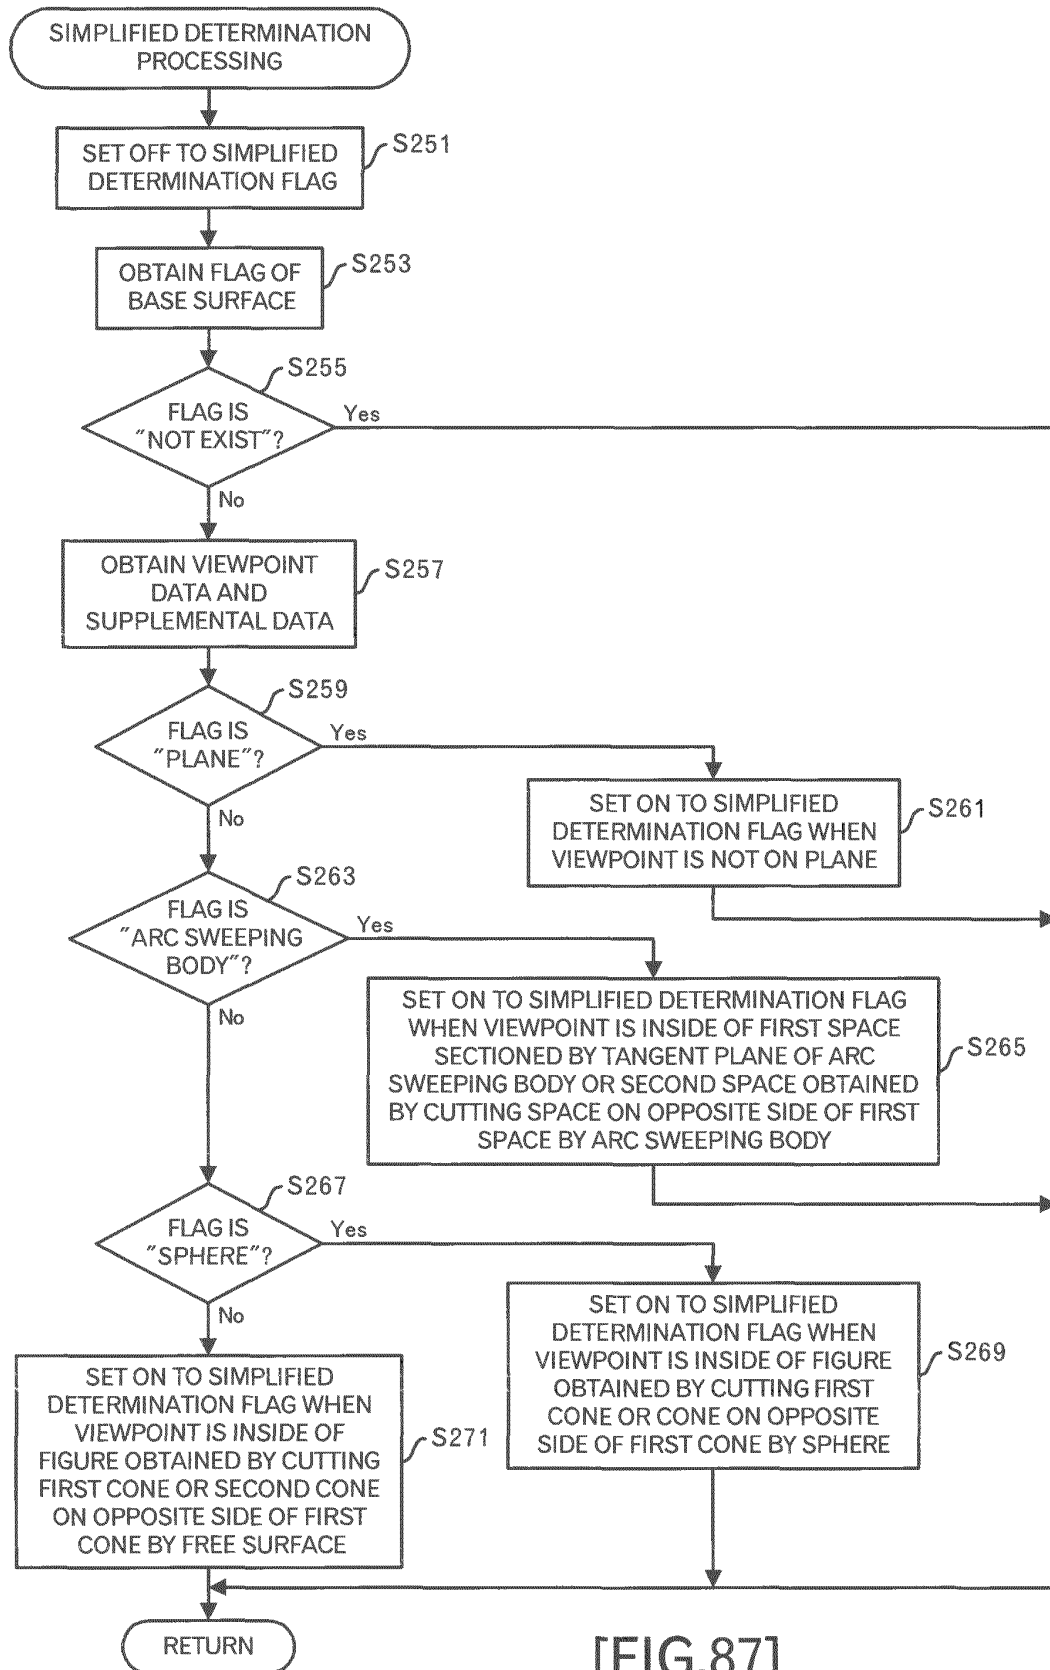 SIMPLIFIED DETERMINATION
PROCESSING
SET OFF TO SIMPLIFIED
DETERMINATION FLAG
S251
OBTAIN FLAG OF
BASE SURFACE
S253
S255
FLAG IS
"NOT EXIST"?
Yes
No
OBTAIN VIEWPOINT
DATA AND
SUPPLEMENTAL DATA
S257
S259
FLAG IS
"PLANE"?
Yes
No
SET ON TO SIMPLIFIED
DETERMINATION FLAG WHEN
VIEWPOINT IS NOT ON PLANE
S261
S263
FLAG IS
"ARC SWEEPING
BODY"?
Yes
No
SET ON TO SIMPLIFIED DETERMINATION FLAG
WHEN VIEWPOINT IS INSIDE OF FIRST SPACE
SECTIONED BY TANGENT PLANE OF ARC
SWEEPING BODY OR SECOND SPACE OBTAINED
BY CUTTING SPACE ON OPPOSITE SIDE OF FIRST
SPACE BY ARC SWEEPING BODY
S265
S267
FLAG IS
"SPHERE"?
Yes
No
SET ON TO SIMPLIFIED
DETERMINATION FLAG WHEN
VIEWPOINT IS INSIDE OF FIGURE
OBTAINED BY CUTTING FIRST
CONE OR CONE ON OPPOSITE
SIDE OF FIRST CONE BY SPHERE
S269
SET ON TO SIMPLIFIED
DETERMINATION FLAG WHEN
VIEWPOINT IS INSIDE OF
FIGURE OBTAINED BY CUTTING
FIRST CONE OR SECOND CONE
ON OPPOSITE SIDE OF FIRST
CONE BY FREE SURFACE
S271
RETURN
[FIG.87]